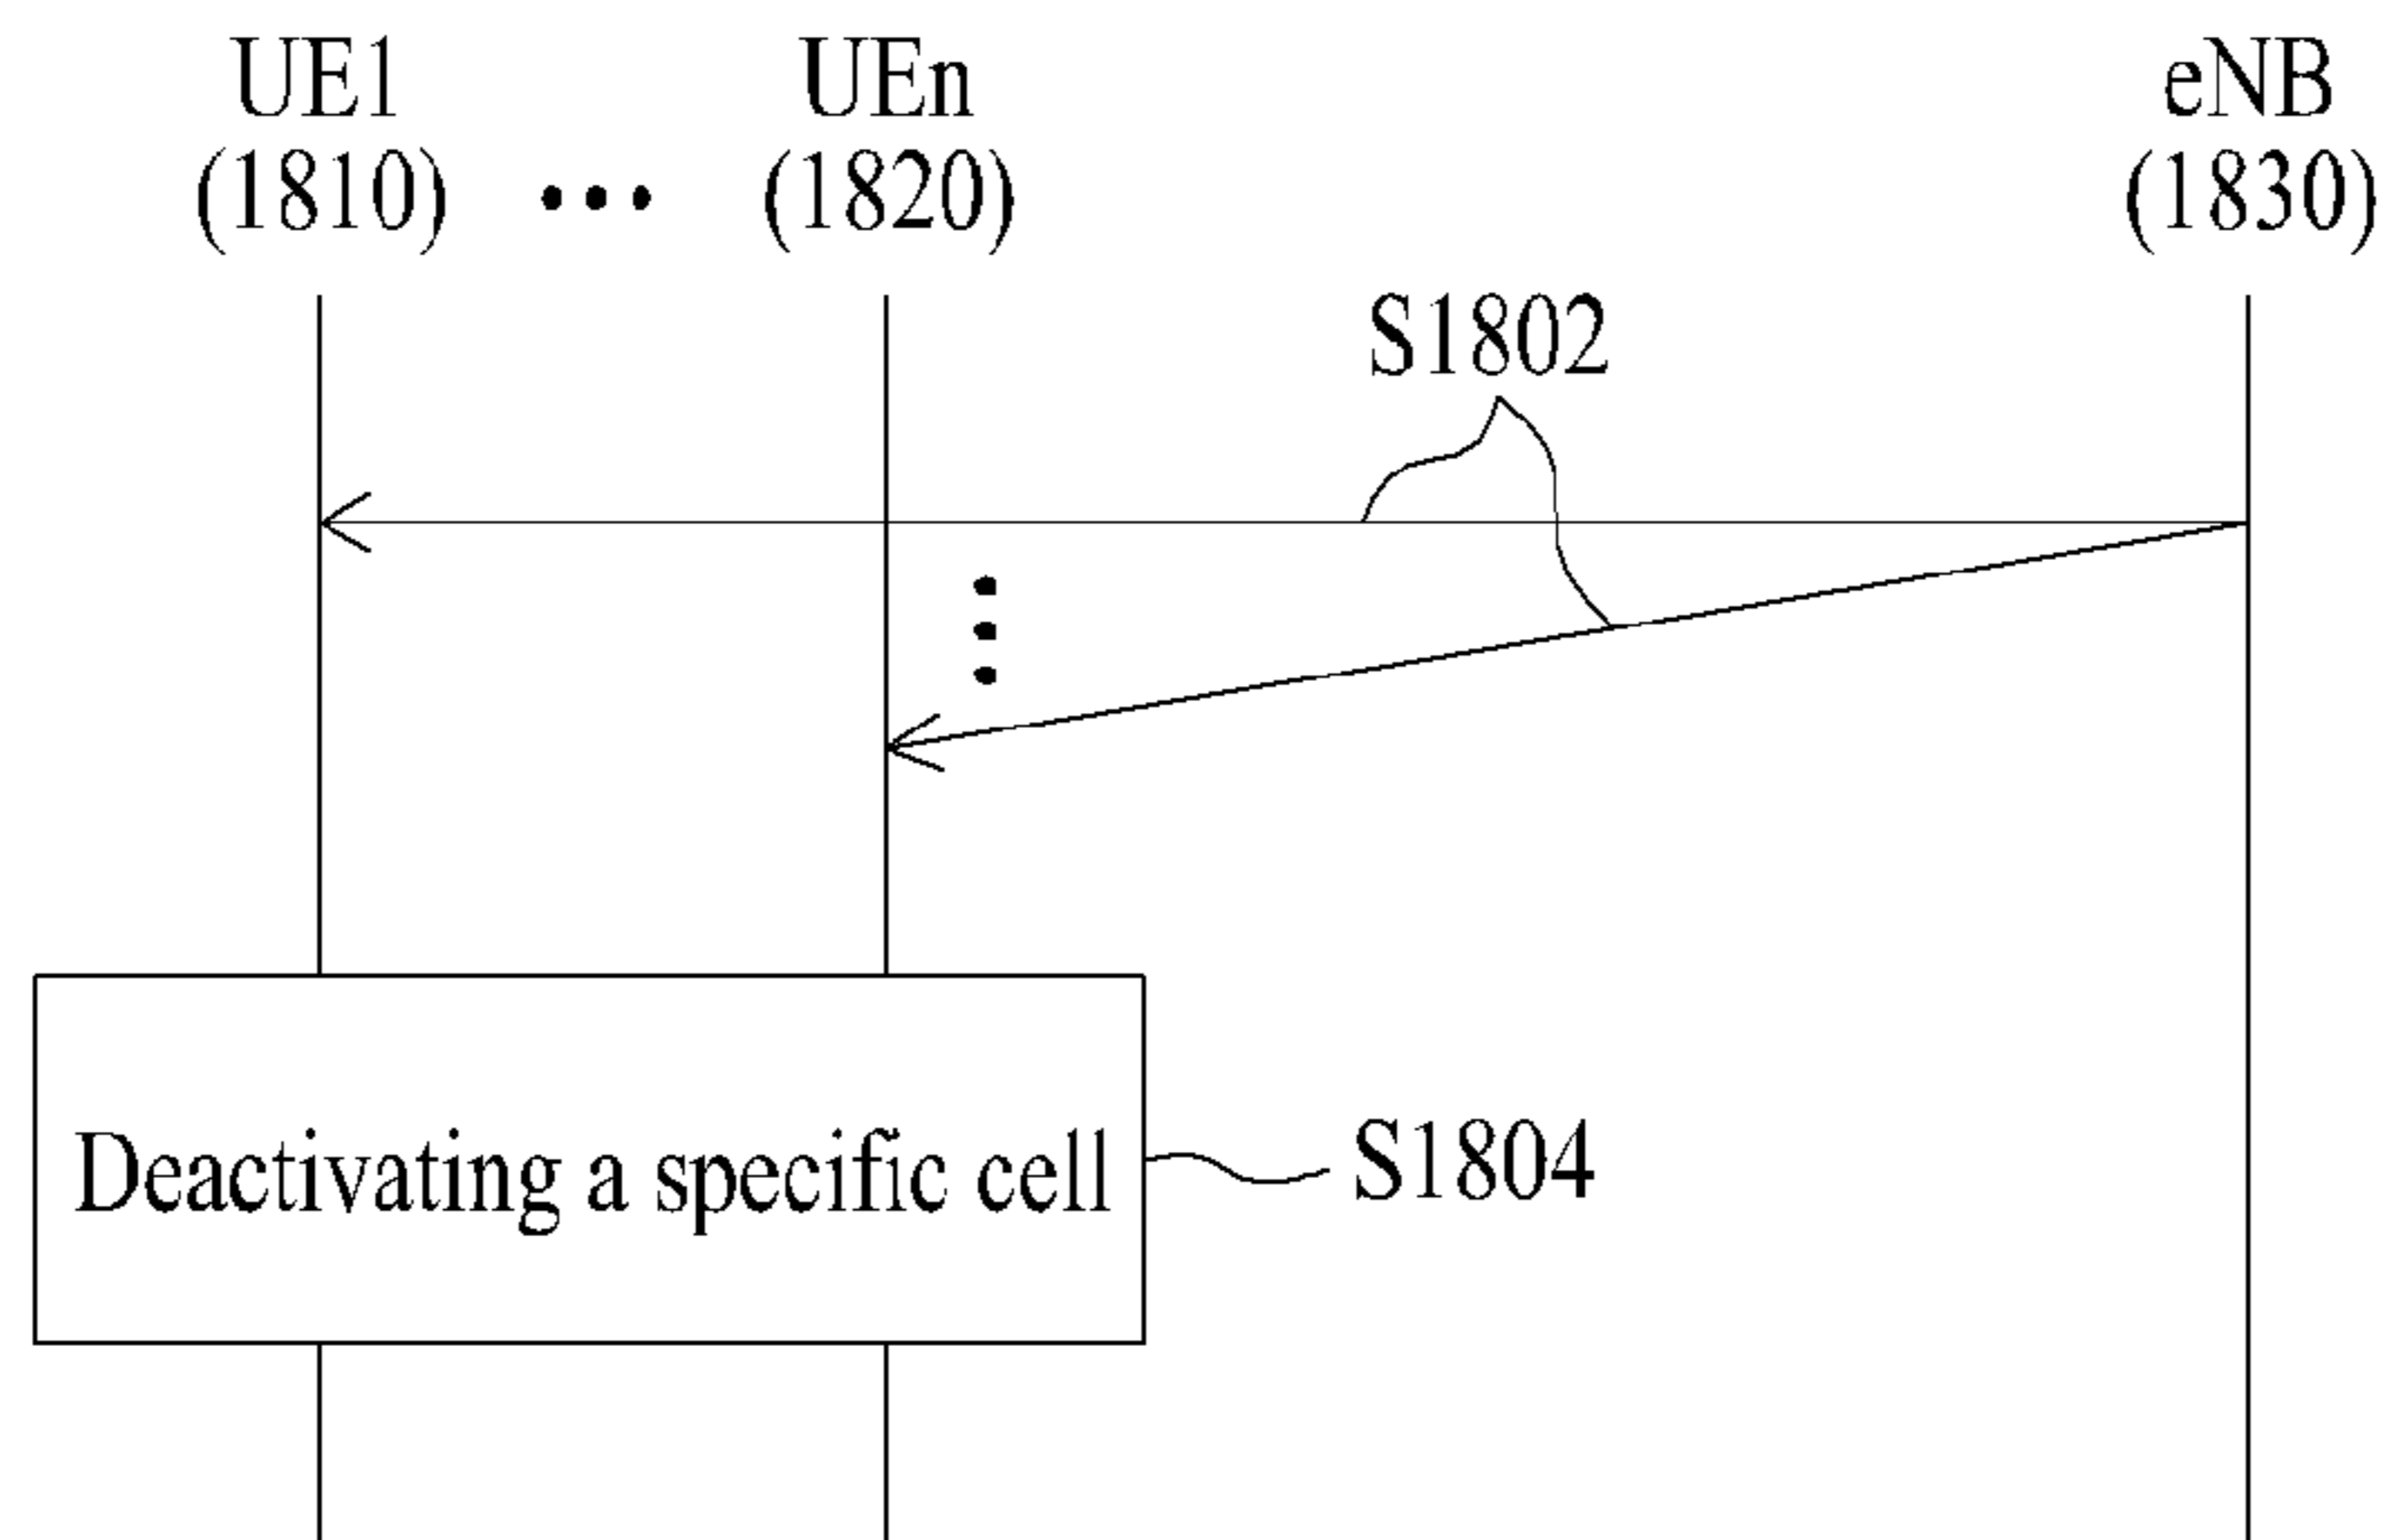 UE1 UEn eNB
(1810) ••• (1820) (1830)
S1802
Deactivating a specific cell
S1804